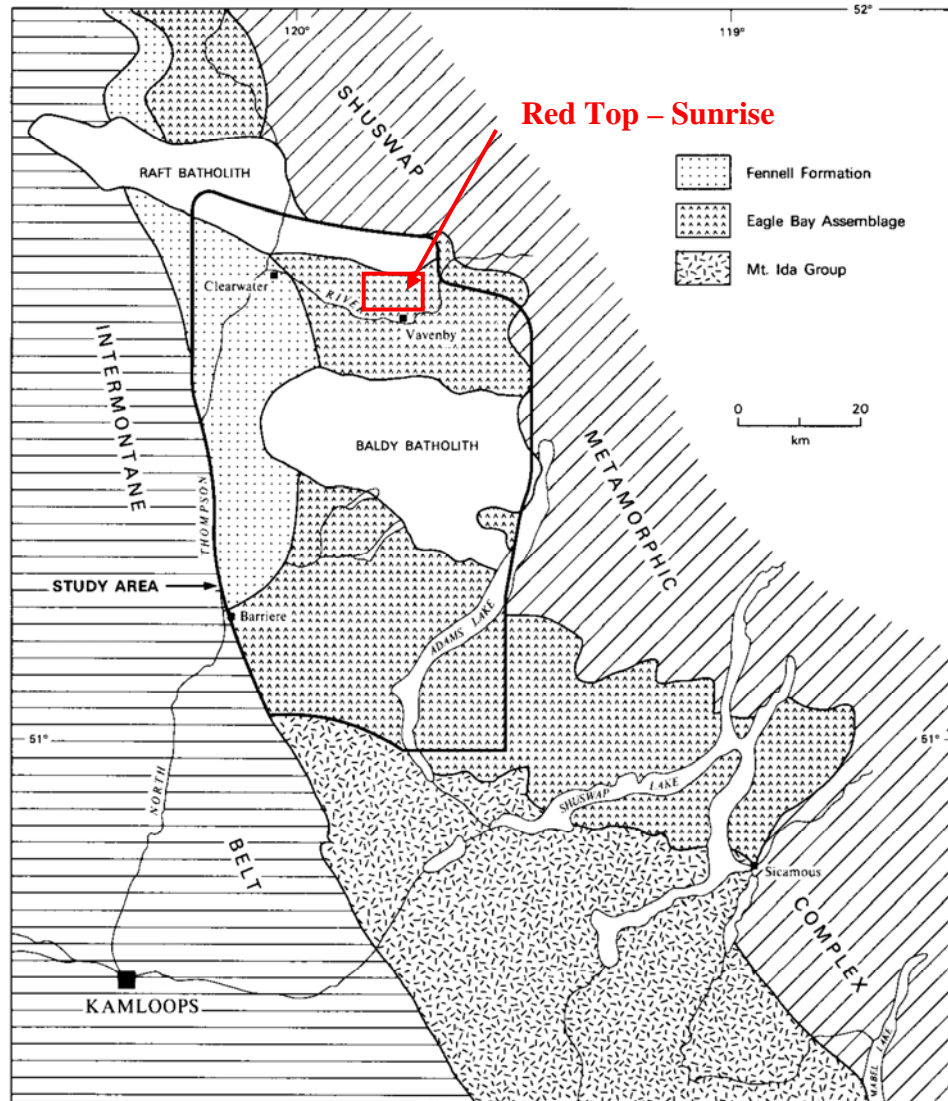 52°
120°
119°
SHUSWAP
Red Top – Sunrise
RAFT BATHOLITH
Fennell Formation
Eagle Bay Assemblage
Mt. Ida Group
Clearwater
RIVER
Vavenby
INTERMONTANE
0 20
km
BALDY BATHOLITH
METAMORPHIC
THOMPSON
STUDY AREA
Barriere
ADAMS LAKE
51°
51°
NORTH
SHUSWAP LAKE
BELT
Sicamous
COMPLEX
KAMLOOPS
MABEL LAKE